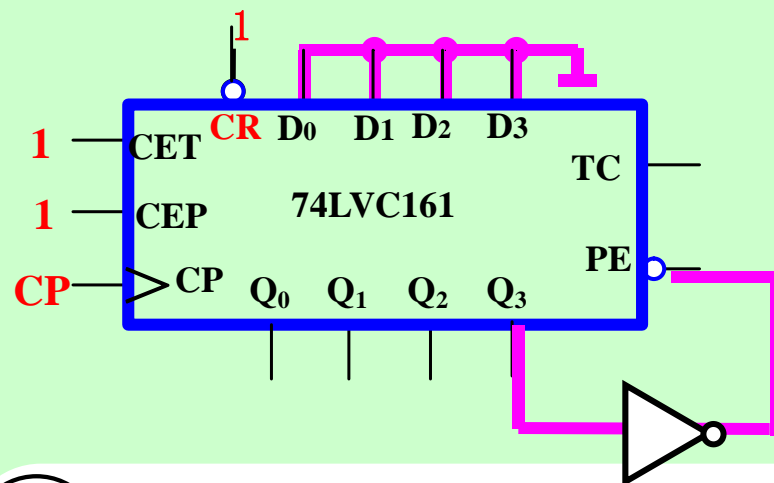 1
CR D0 D1 D2 D3
1 CET
TC
1 CEP
74LVC161
PE
CP CP
Q0 Q1 Q2 Q3